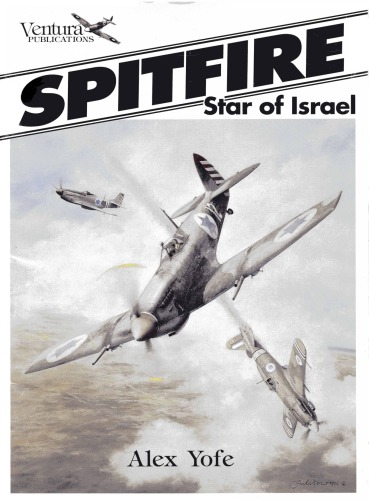 Ventura
PUBLICATIONS
SPITFIRE
Star of Israel
Alex Yofe